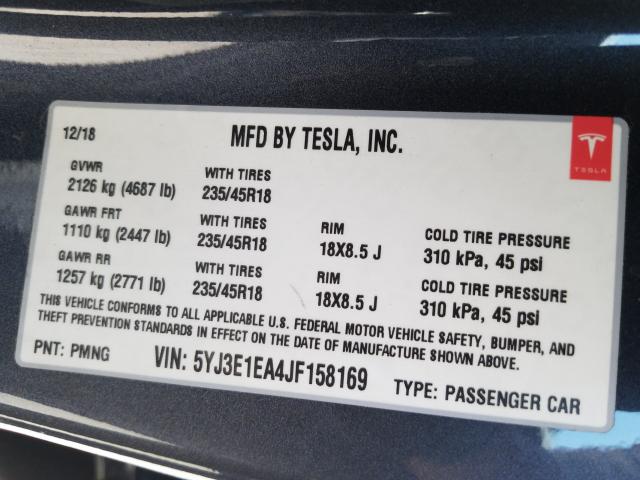 12/18 MFD BY TESLA, INC.
TESLA
GVWR WITH TIRES
2126 kg (4687 lb) 235/45R18
GAWR FRT WITH TIRES RIM COLD TIRE PRESSURE
1110 kg (2447 lb) 235/45R18 18X8.5 J 310 kPa, 45 psi
GAWR RR WITH TIRES RIM COLD TIRE PRESSURE
1257 kg (2771 lb) 235/45R18 18X8.5 J 310 kPa, 45 psi
THIS VEHICLE CONFORMS TO ALL APPLICABLE U.S. FEDERAL MOTOR VEHICLE SAFETY, BUMPER, AND
THEFT PREVENTION STANDARDS IN EFFECT ON THE DATE OF MANUFACTURE SHOWN ABOVE.
PNT: PMNG VIN: 5YJ3E1EA4JF158169 TYPE: PASSENGER CAR